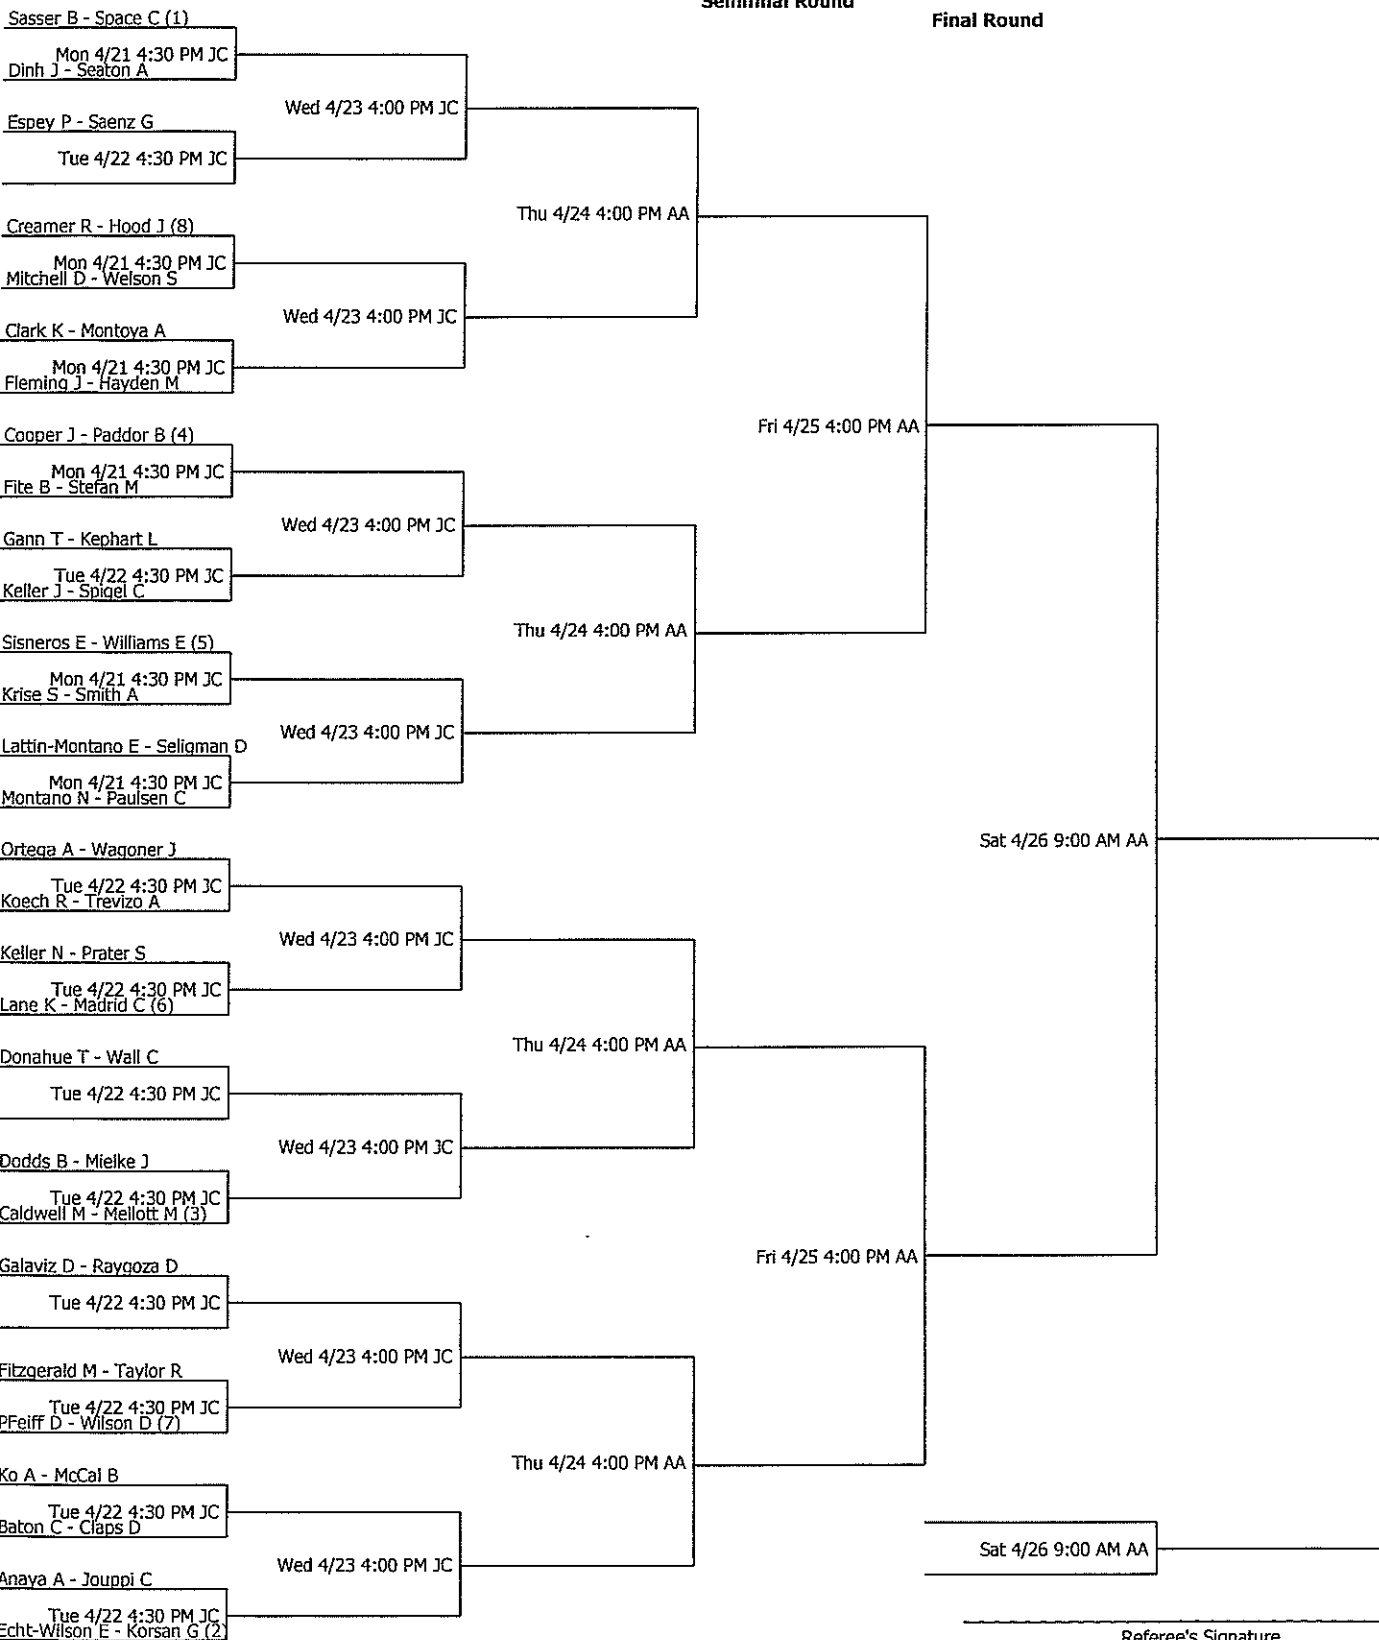 Semifinal Round
Final Round
Sasser B - Space C (1)
Mon 4/21 4:30 PM JC
Dinh J - Seaton A
Wed 4/23 4:00 PM JC
Espey P - Saenz G
Tue 4/22 4:30 PM JC
Thu 4/24 4:00 PM AA
Creamer R - Hood J (8)
Mon 4/21 4:30 PM JC
Mitchell D - Welson S
Wed 4/23 4:00 PM JC
Clark K - Montoya A
Mon 4/21 4:30 PM JC
Fleming J - Hayden M
Fri 4/25 4:00 PM AA
Cooper J - Paddor B (4)
Mon 4/21 4:30 PM JC
Fite B - Stefan M
Wed 4/23 4:00 PM JC
Gann T - Kephart L
Tue 4/22 4:30 PM JC
Keller J - Spigel C
Thu 4/24 4:00 PM AA
Sisneros E - Williams E (5)
Mon 4/21 4:30 PM JC
Krise S - Smith A
Wed 4/23 4:00 PM JC
Lattin-Montano E - Seligman D
Mon 4/21 4:30 PM JC
Montano N - Paulsen C
Sat 4/26 9:00 AM AA
Ortega A - Wagoner J
Tue 4/22 4:30 PM JC
Koech R - Trevizo A
Wed 4/23 4:00 PM JC
Keller N - Prater S
Tue 4/22 4:30 PM JC
Lane K - Madrid C (6)
Thu 4/24 4:00 PM AA
Donahue T - Wall C
Tue 4/22 4:30 PM JC
Wed 4/23 4:00 PM JC
Dodds B - Mielke J
Tue 4/22 4:30 PM JC
Caldwell M - Mellott M (3)
Fri 4/25 4:00 PM AA
Galaviz D - Raygoza D
Tue 4/22 4:30 PM JC
Wed 4/23 4:00 PM JC
Fitzgerald M - Taylor R
Tue 4/22 4:30 PM JC
PFeiff D - Wilson D (7)
Thu 4/24 4:00 PM AA
Ko A - McCal B
Tue 4/22 4:30 PM JC
Baton C - Claps D
Sat 4/26 9:00 AM AA
Wed 4/23 4:00 PM JC
Anaya A - Jouppi C
Tue 4/22 4:30 PM JC
Echt-Wilson E - Korsan G (2)
Referee's Signature